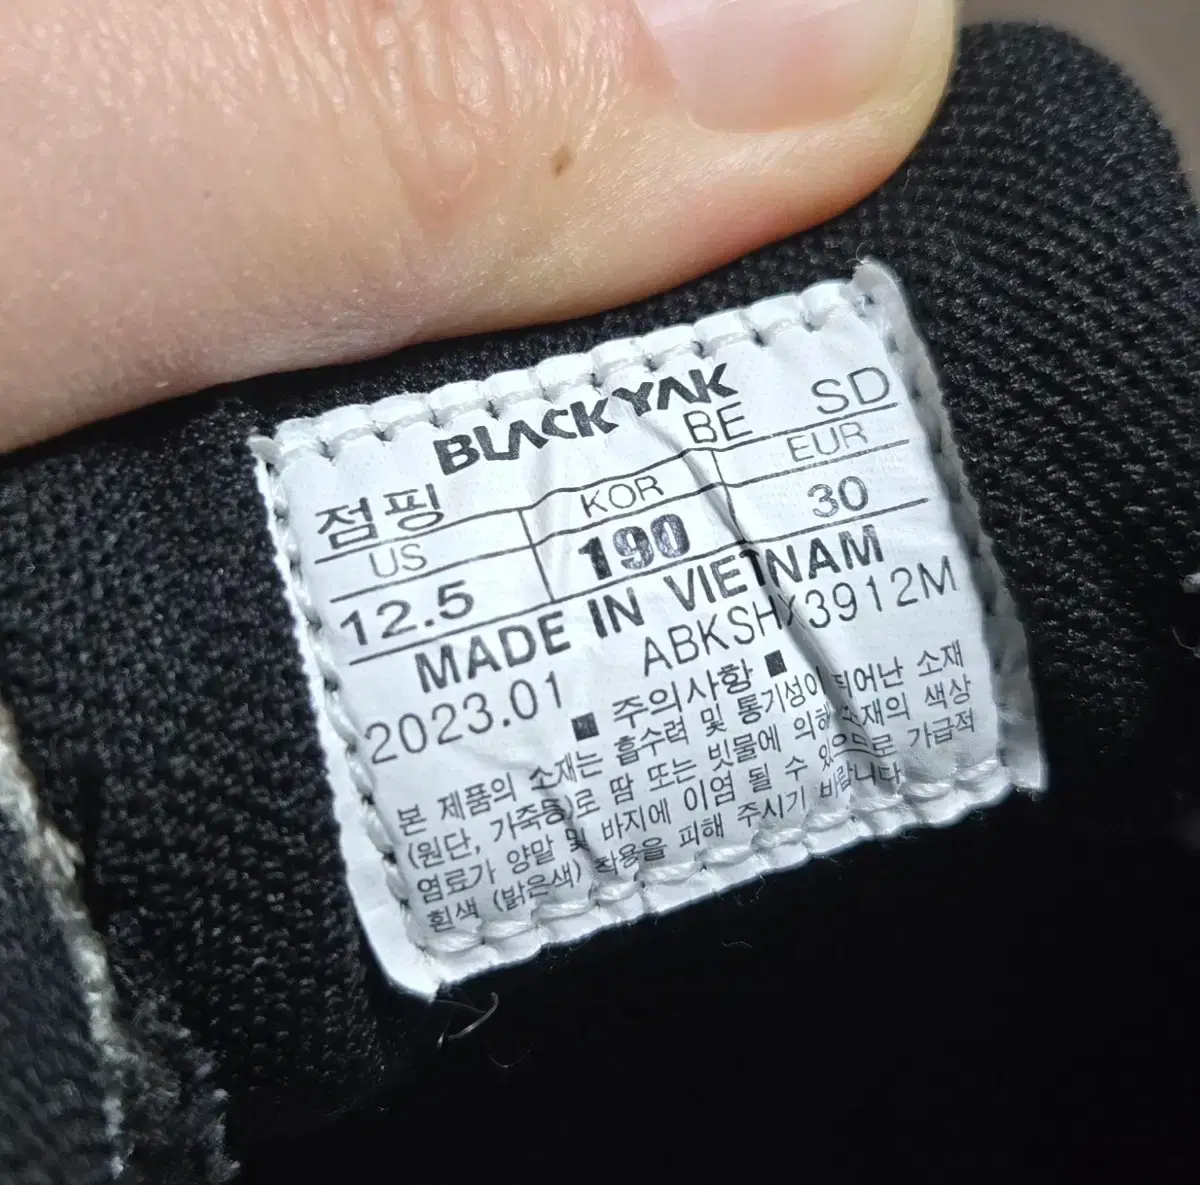 BLACKYAK
점핑 BE SD
US KOR EUR
12.5 190 30
MADE IN VIETNAM
2023.01 ABKSHX3912M
■ 주의사항 ■
본 제품의 소재는 흡수력 및 통기성이 뛰어난 소재
(원단, 가죽등)로 땀 또는 빗물에 의해 소재의 색상
염료가 양말 및 바지에 이염 될 수 있으므로 가급적
흰색 (밝은색) 착용을 피해 주시기 바랍니다.